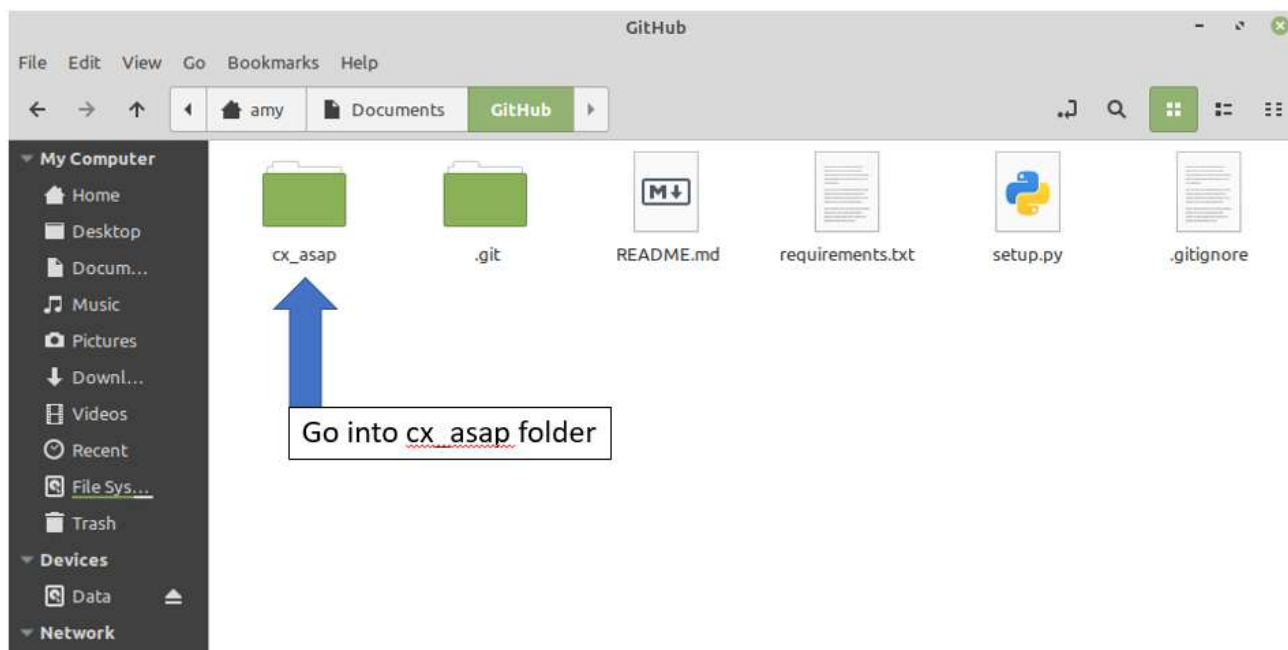 GitHub
File Edit View Go Bookmarks Help
amy Documents GitHub
My Computer
Home
Desktop
Docum...
Music
Pictures
Downl...
Videos
Recent
File Sys...
Trash
Devices
Data
Network
cx_asap .git README.md requirements.txt setup.py .gitignore
M
Go into cx_asap folder